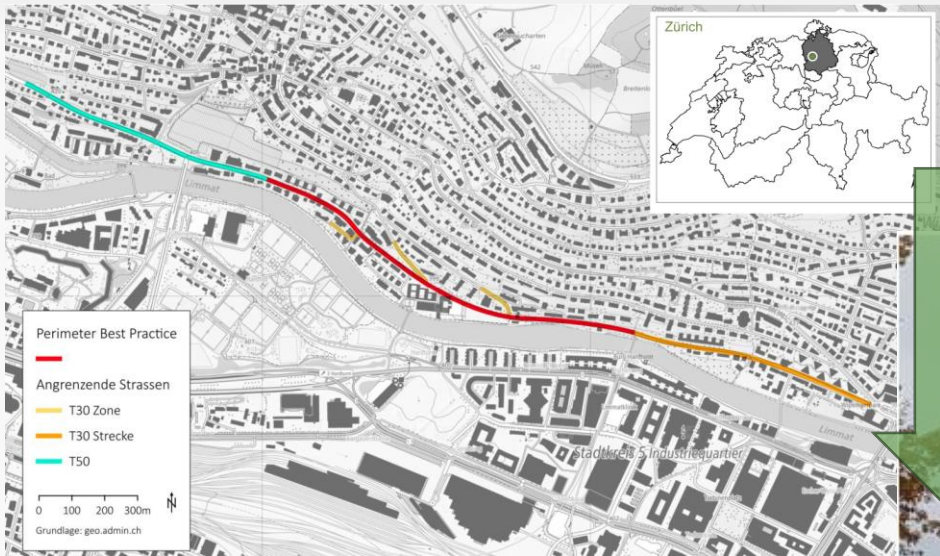 Zürich
542
Limmat
Perimeter Best Practice
Angrenzende Strassen
T30 Zone
T30 Strecke
T50
0 100 200 300m
N
Grundlage: geo.admin.ch
Stadtkreis 5 Industriequartier
Limmat